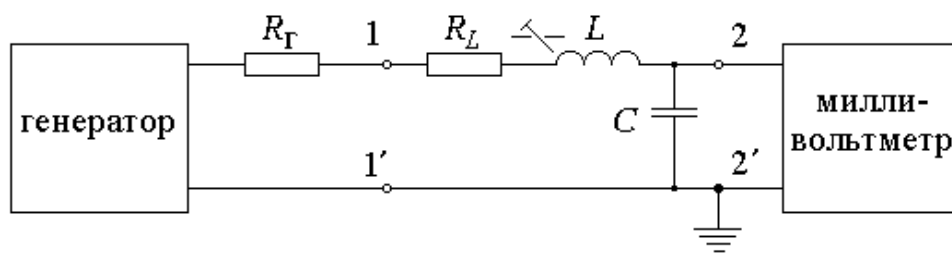 R_Г
1
R_L
L
2
генератор
C
милли-
вольтметр
1′
2′